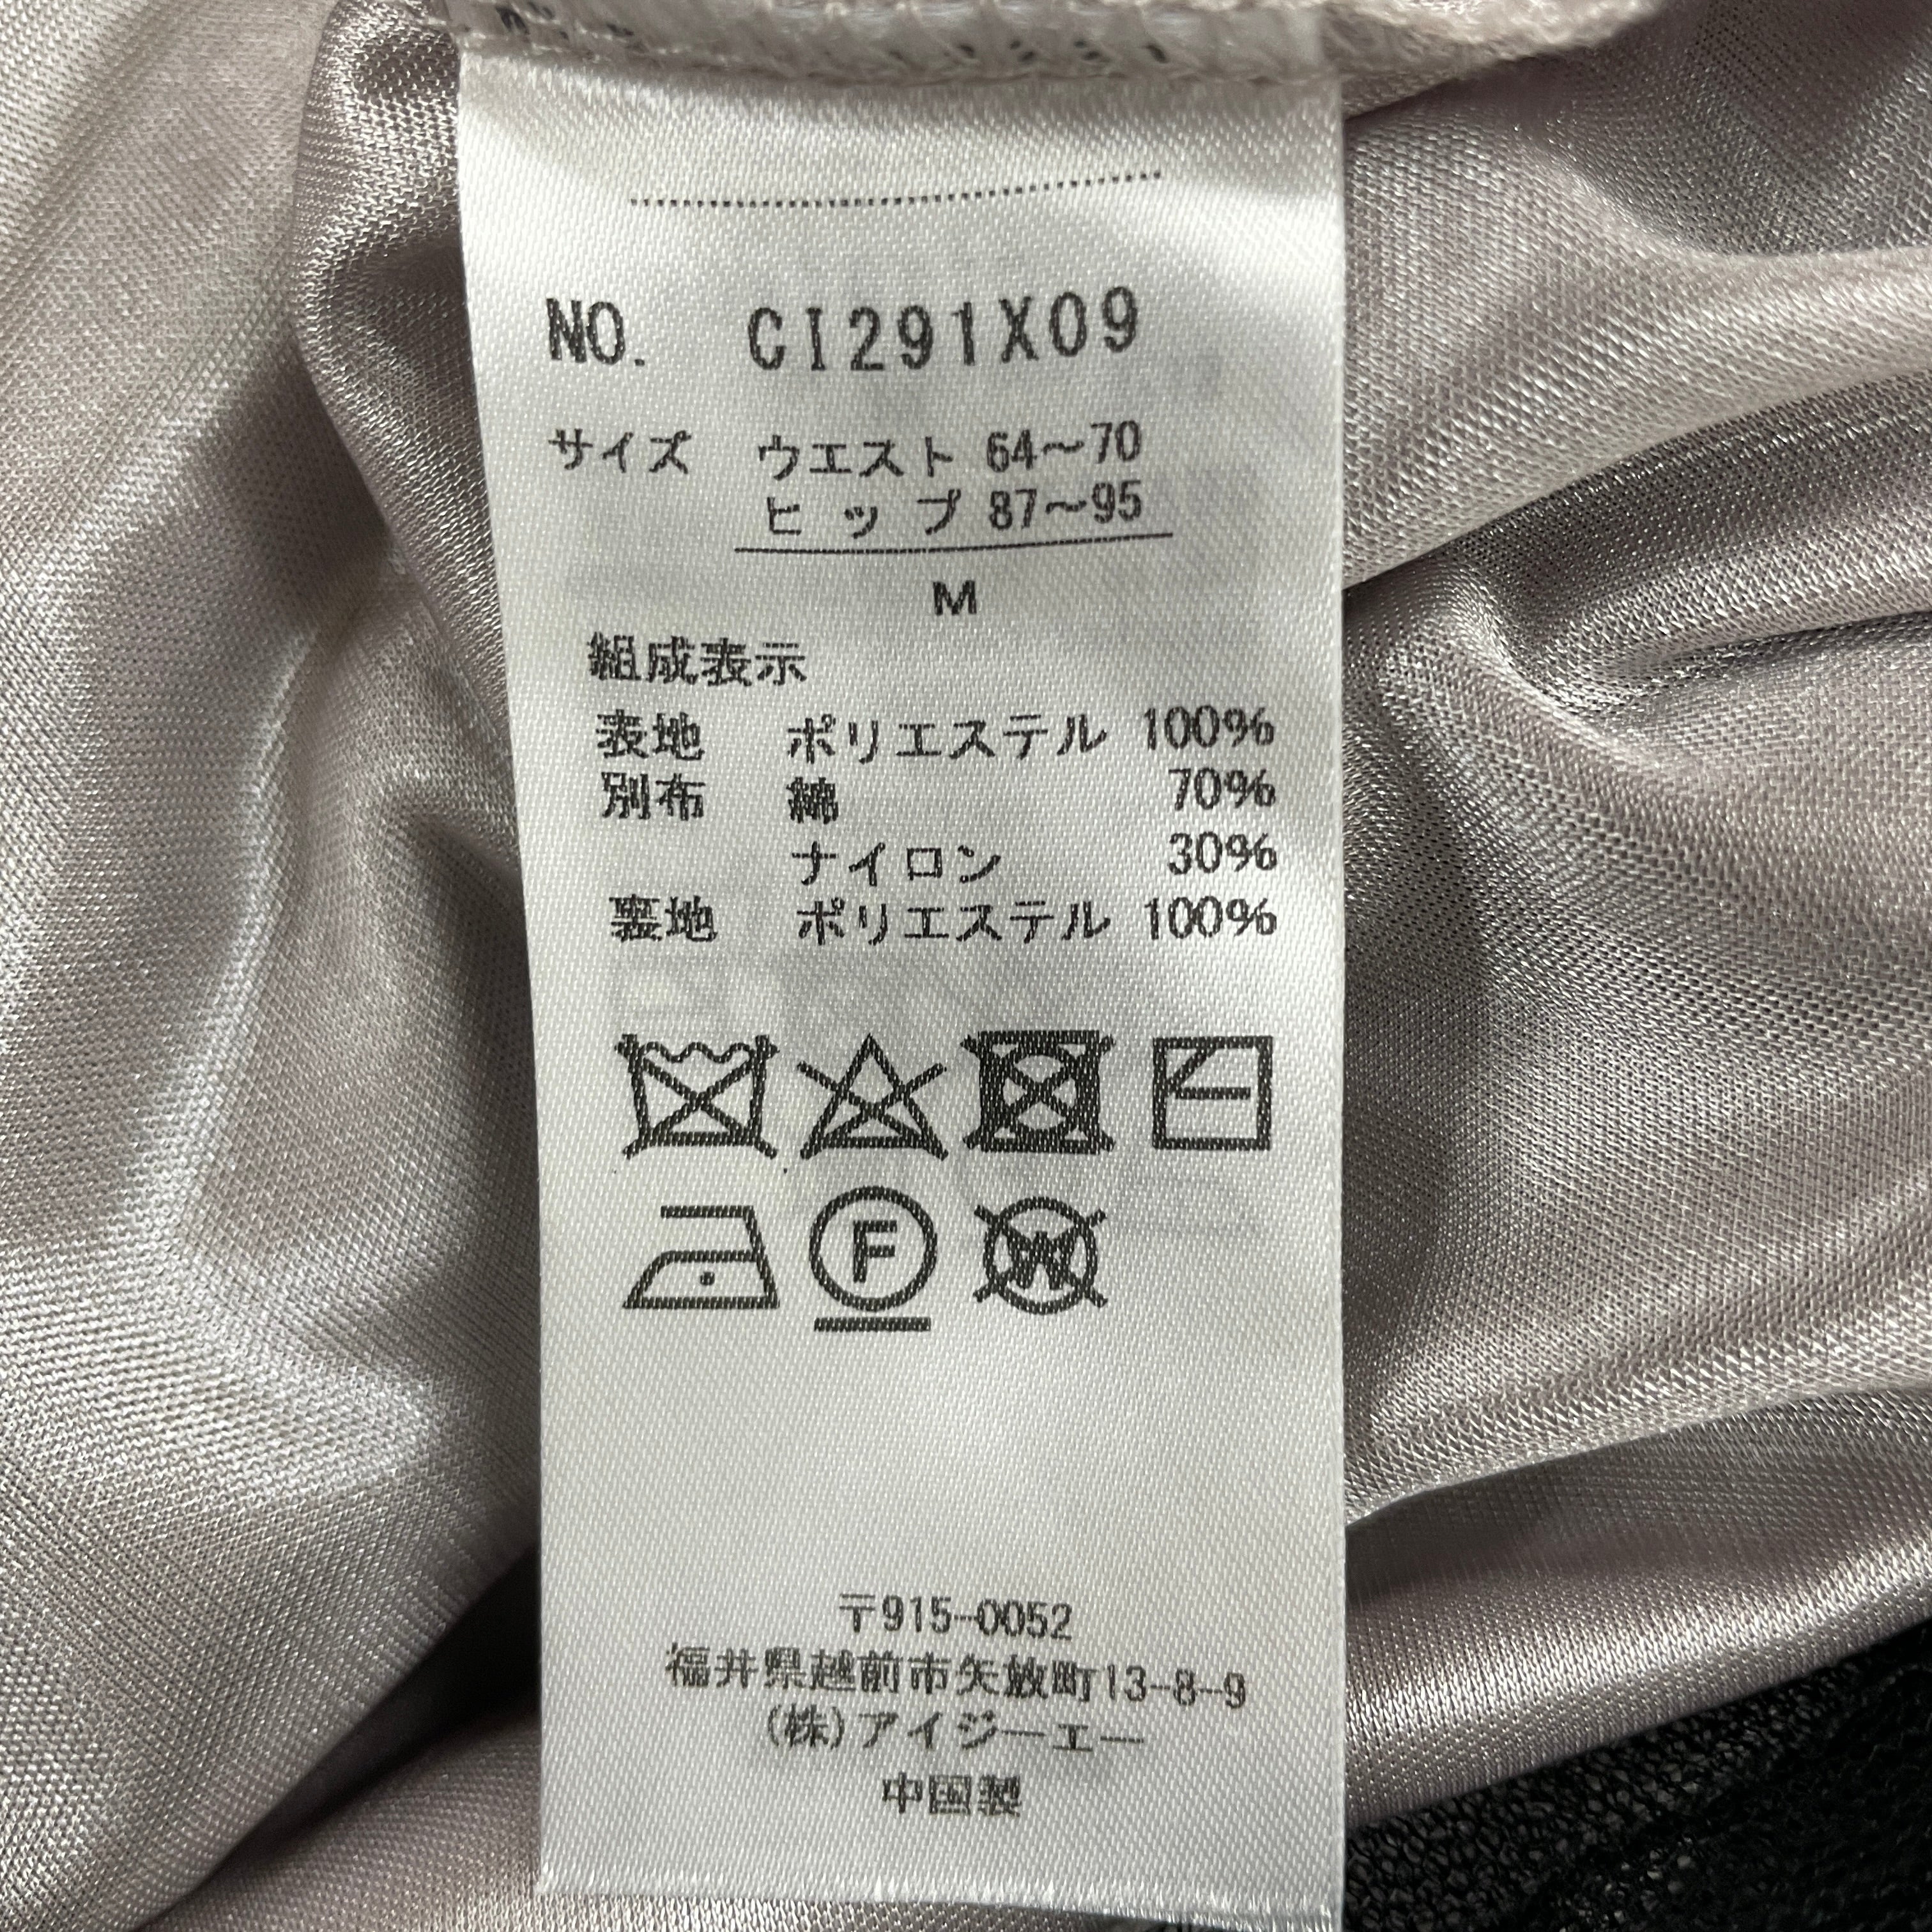 NO. CI291X09
サイズ ウエスト 64～70
ヒップ 87～95
M
組成表示
表地 ポリエステル 100%
別布 綿 70%
ナイロン 30%
裏地 ポリエステル 100%
F
W
〒915-0052
福井県越前市矢放町13-8-9
(株)アイジーエー
中国製